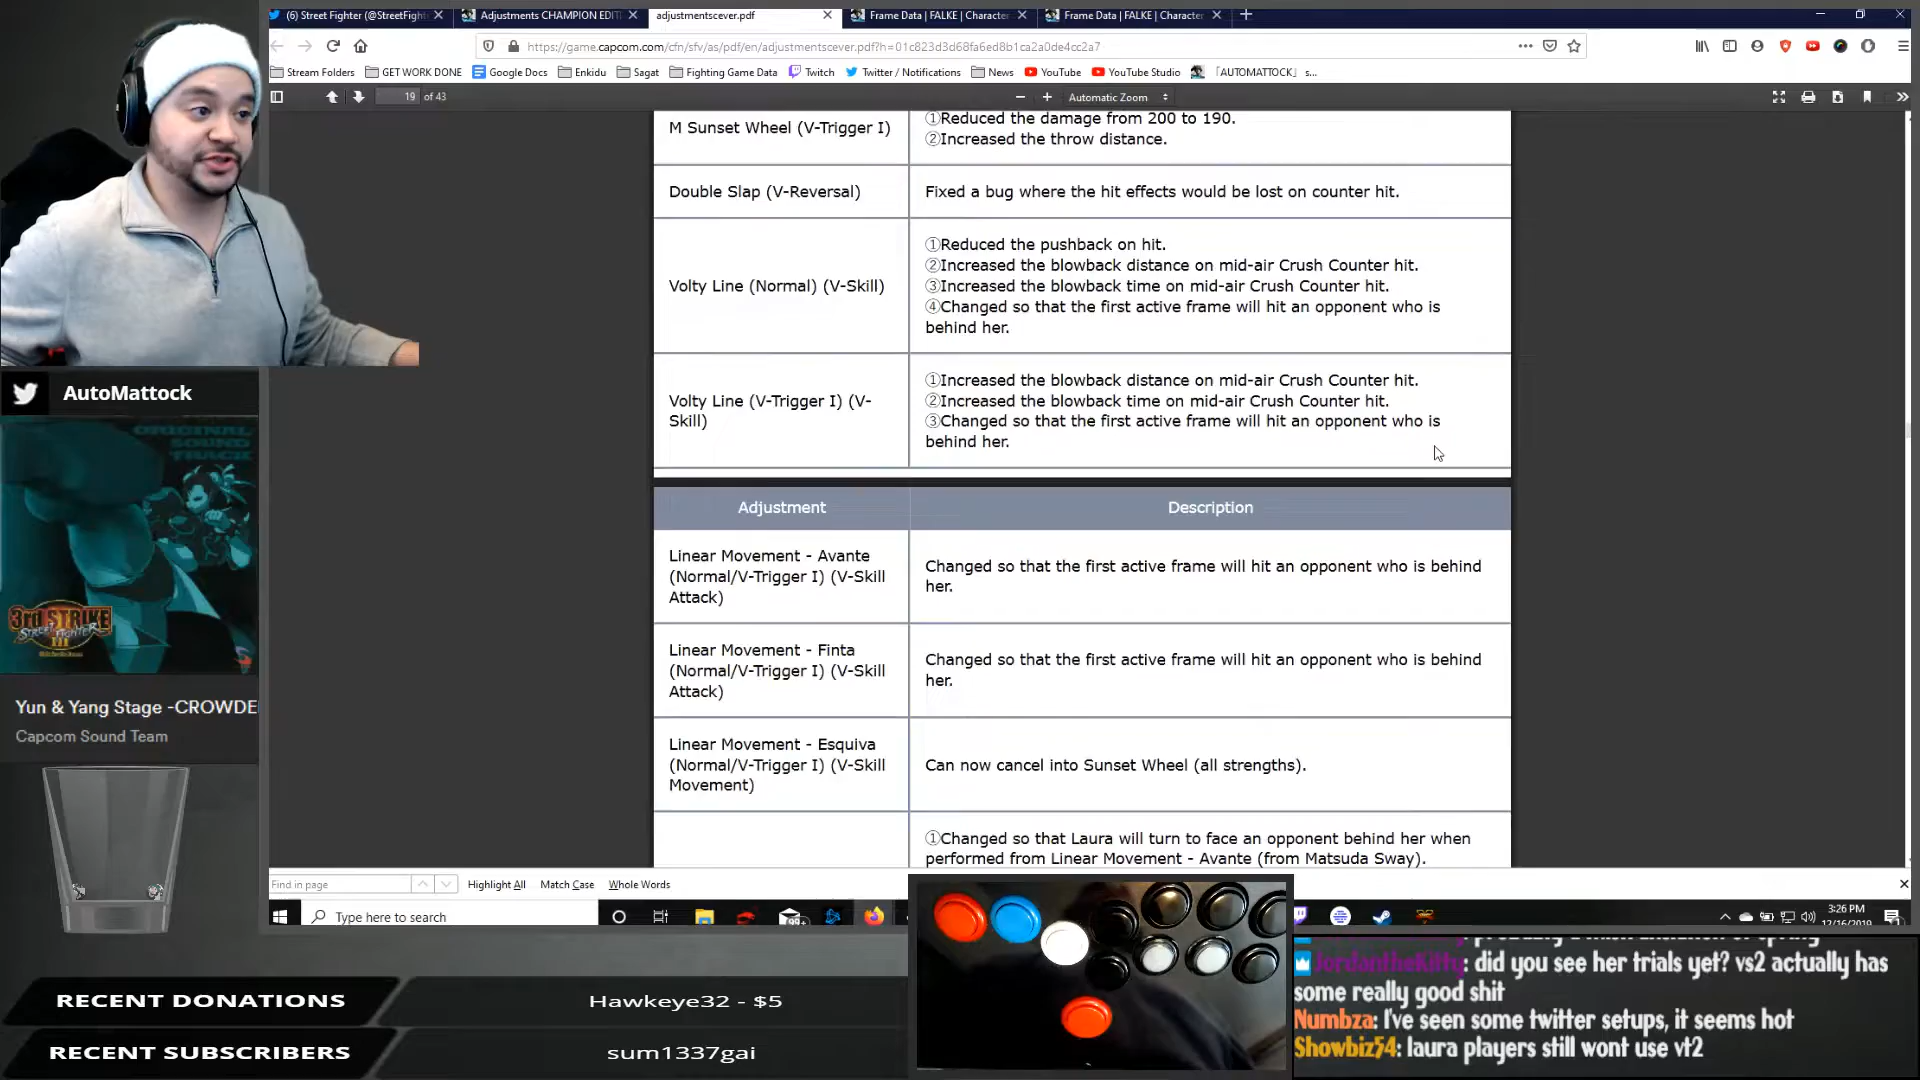 (6) Street Fighter (@StreetFight
Adjustments CHAMPION EDIT
adjustmentscever.pdf
Frame Data | FALKE | Character
Frame Data | FALKE | Character
https://game.capcom.com/cfn/sfv/as/pdf/en/adjustmentscever.pdf?h=01c823d3d68fa6ed8b1ca2a0de4cc2a7
Stream Folders
GET WORK DONE
Google Docs
Enkidu
Sagat
Fighting Game Data
Twitch
Twitter / Notifications
News
YouTube
YouTube Studio
「AUTOMATTOCK」 s...
19 of 43
Automatic Zoom
M Sunset Wheel (V-Trigger I)
①Reduced the damage from 200 to 190.
②Increased the throw distance.
Double Slap (V-Reversal)
Fixed a bug where the hit effects would be lost on counter hit.
Volty Line (Normal) (V-Skill)
①Reduced the pushback on hit.
②Increased the blowback distance on mid-air Crush Counter hit.
③Increased the blowback time on mid-air Crush Counter hit.
④Changed so that the first active frame will hit an opponent who is
behind her.
Volty Line (V-Trigger I) (V-
Skill)
①Increased the blowback distance on mid-air Crush Counter hit.
②Increased the blowback time on mid-air Crush Counter hit.
③Changed so that the first active frame will hit an opponent who is
behind her.
Adjustment
Description
Linear Movement - Avante
(Normal/V-Trigger I) (V-Skill
Attack)
Changed so that the first active frame will hit an opponent who is behind
her.
Linear Movement - Finta
(Normal/V-Trigger I) (V-Skill
Attack)
Changed so that the first active frame will hit an opponent who is behind
her.
Linear Movement - Esquiva
(Normal/V-Trigger I) (V-Skill
Movement)
Can now cancel into Sunset Wheel (all strengths).
①Changed so that Laura will turn to face an opponent behind her when
performed from Linear Movement - Avante (from Matsuda Sway).
Find in page
Highlight All
Match Case
Whole Words
Type here to search
99+
3:26 PM
12/16/2019
AutoMattock
ORIGINAL
SOUND
TRACK
3rd STRIKE
STREET FIGHTER
III
Yun & Yang Stage -CROWDE
Capcom Sound Team
RECENT DONATIONS
Hawkeye32 - $5
RECENT SUBSCRIBERS
sum1337gai
JordantheKitty: did you see her trials yet? vs2 actually has
some really good shit
Numbza: I've seen some twitter setups, it seems hot
Showbiz54: laura players still wont use vt2